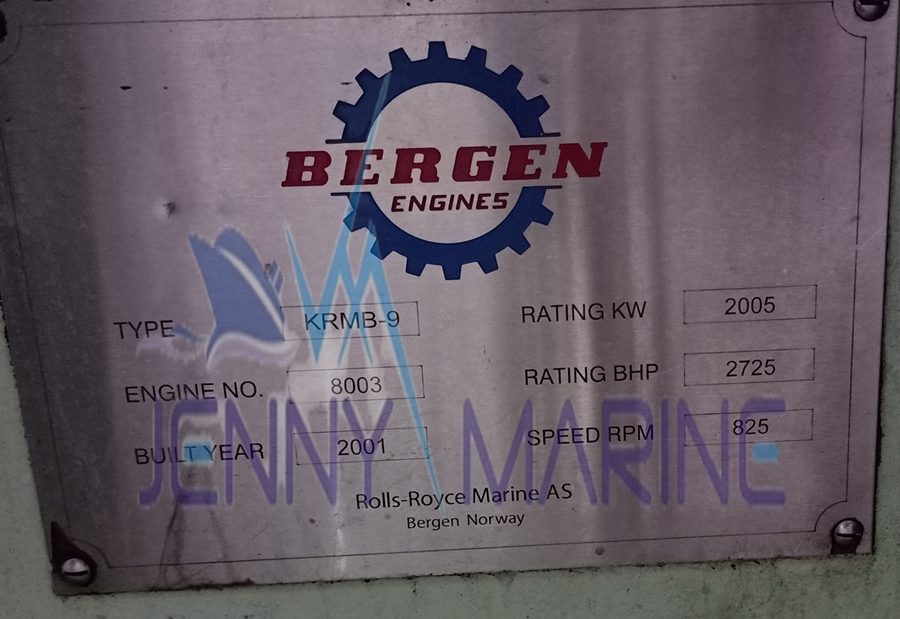 BERGEN
ENGINES
TYPE KRMB-9 RATING KW 2005
ENGINE NO. 8003 RATING BHP 2725
BUILT YEAR 2001 SPEED RPM 825
JENNY MARINE
Rolls-Royce Marine AS
Bergen Norway